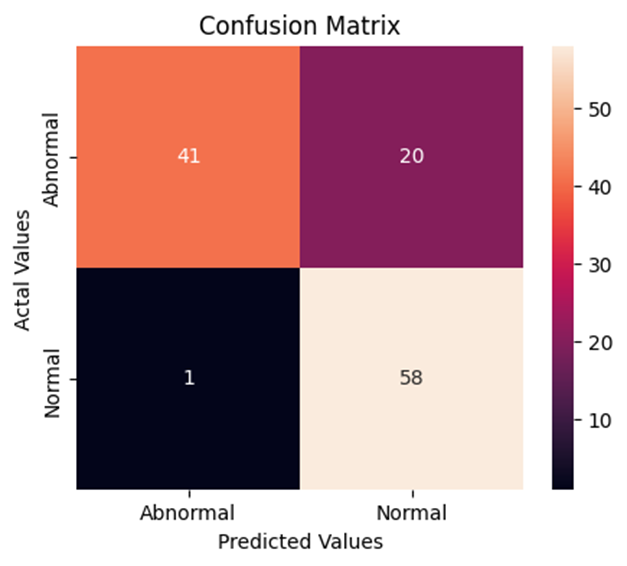 Confusion Matrix
Actal Values
Abnormal
Normal
41
20
1
58
50
40
30
20
10
Abnormal
Normal
Predicted Values